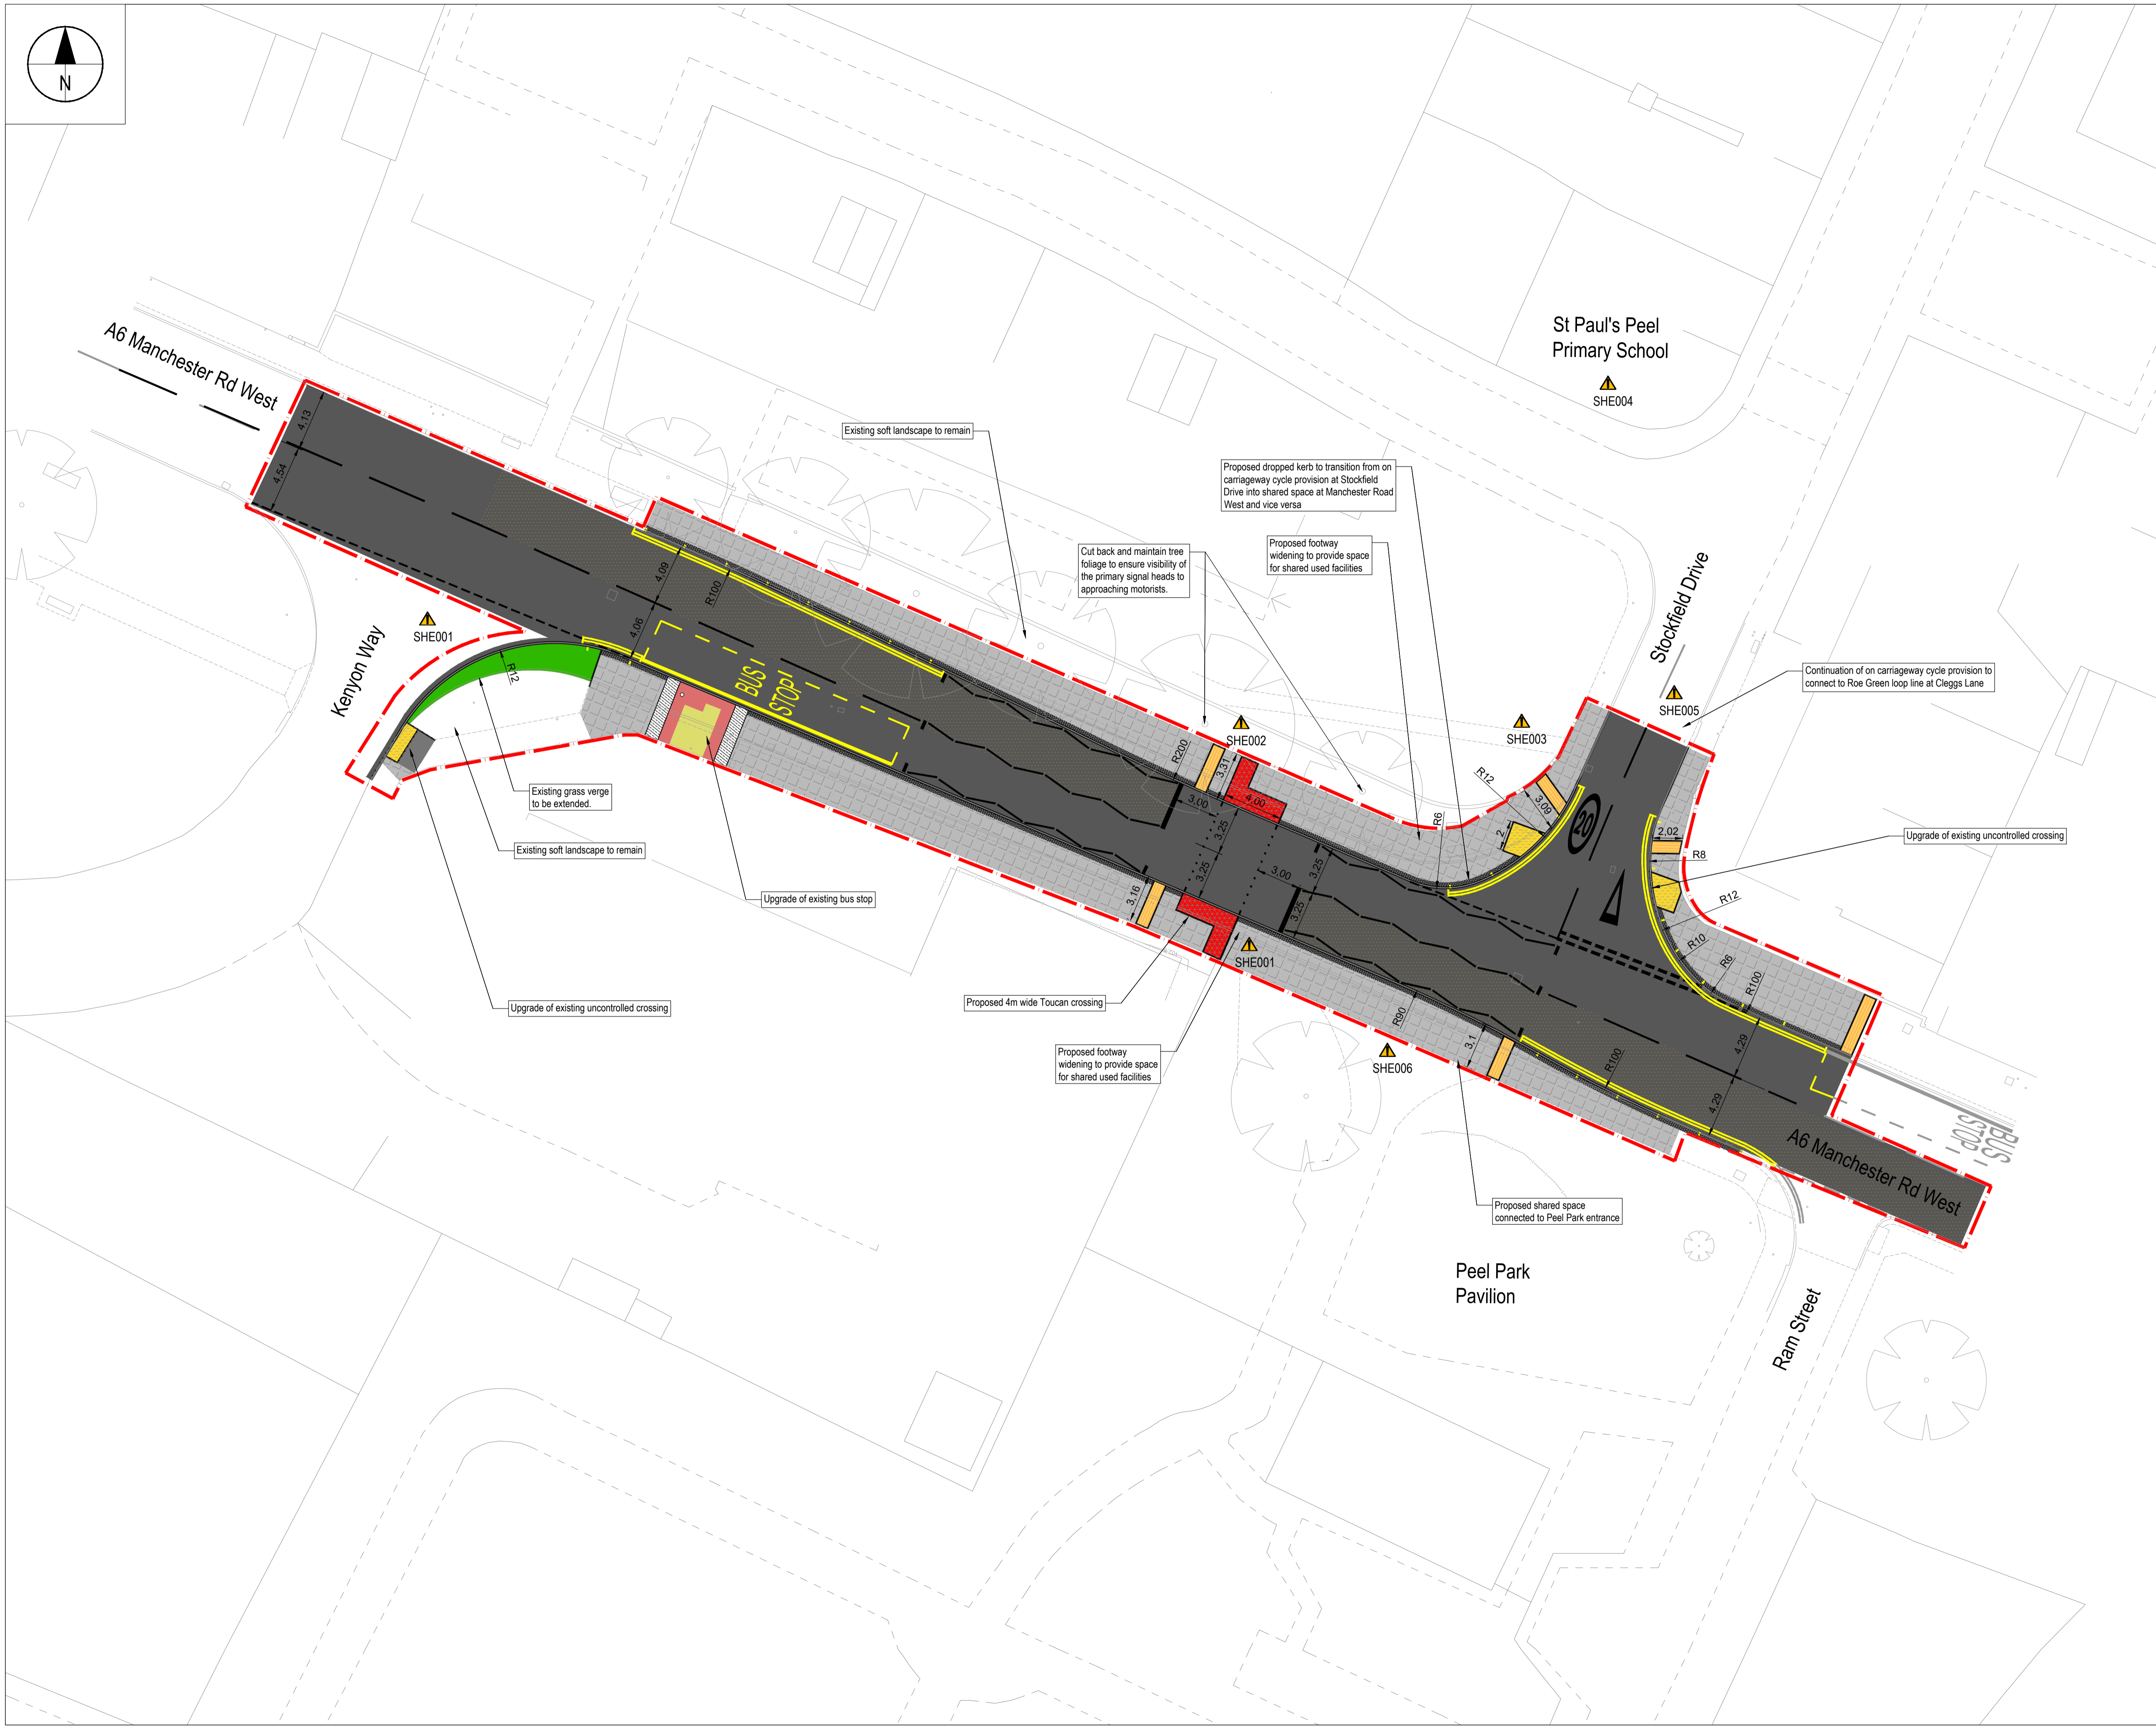 N
A6 Manchester Rd West
4,13
4,54
St Paul's Peel
Primary School
SHE004
Existing soft landscape to remain
Proposed dropped kerb to transition from on
carriageway cycle provision at Stockfield
Drive into shared space at Manchester Road
West and vice versa
Proposed footway
widening to provide space
for shared used facilities
Cut back and maintain tree
foliage to ensure visibility of
the primary signal heads to
approaching motorists.
Stockfield Drive
4,09
R100
4,06
SHE001
Kenyon Way
R12
BUS
STOP
Continuation of on carriageway cycle provision to
connect to Roe Green loop line at Cleggs Lane
SHE005
SHE003
SHE002
R200
3,31
3,00
4,00
3,25
3,25
R12
3,09
R6
2
20
2,02
R8
Upgrade of existing uncontrolled crossing
Existing grass verge
to be extended.
Existing soft landscape to remain
Upgrade of existing bus stop
3,16
3,00
3,25
3,25
R12
R10
R6
R100
SHE001
Proposed 4m wide Toucan crossing
Upgrade of existing uncontrolled crossing
R90
3,1
R100
4,29
4,29
Proposed footway
widening to provide space
for shared used facilities
SHE006
BUS
STOP
A6 Manchester Rd West
Proposed shared space
connected to Peel Park entrance
Peel Park
Pavilion
Ram Street